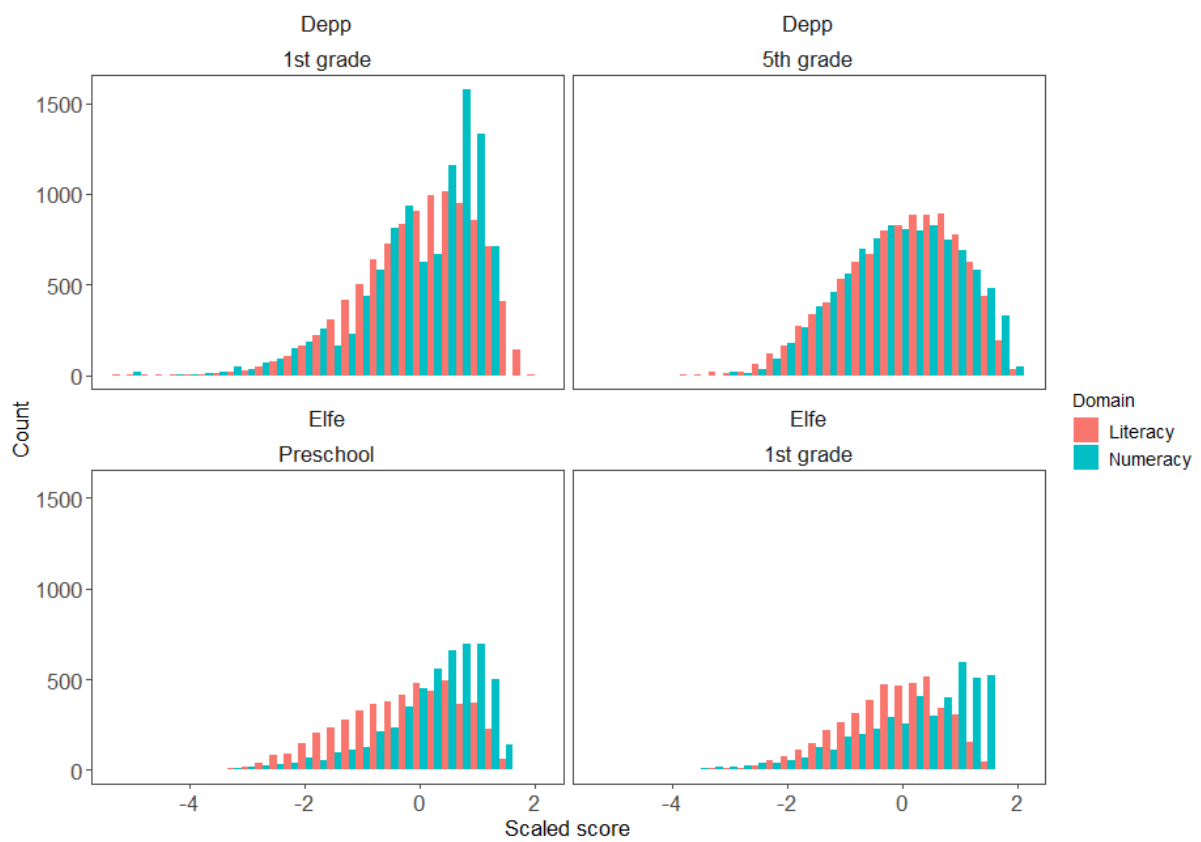 Depp
1st grade
Depp
5th grade
1500
1000
500
0
Elfe
Preschool
Elfe
1st grade
1500
1000
500
0
-4
-2
0
2
-4
-2
0
2
Scaled score
Count
Domain
Literacy
Numeracy